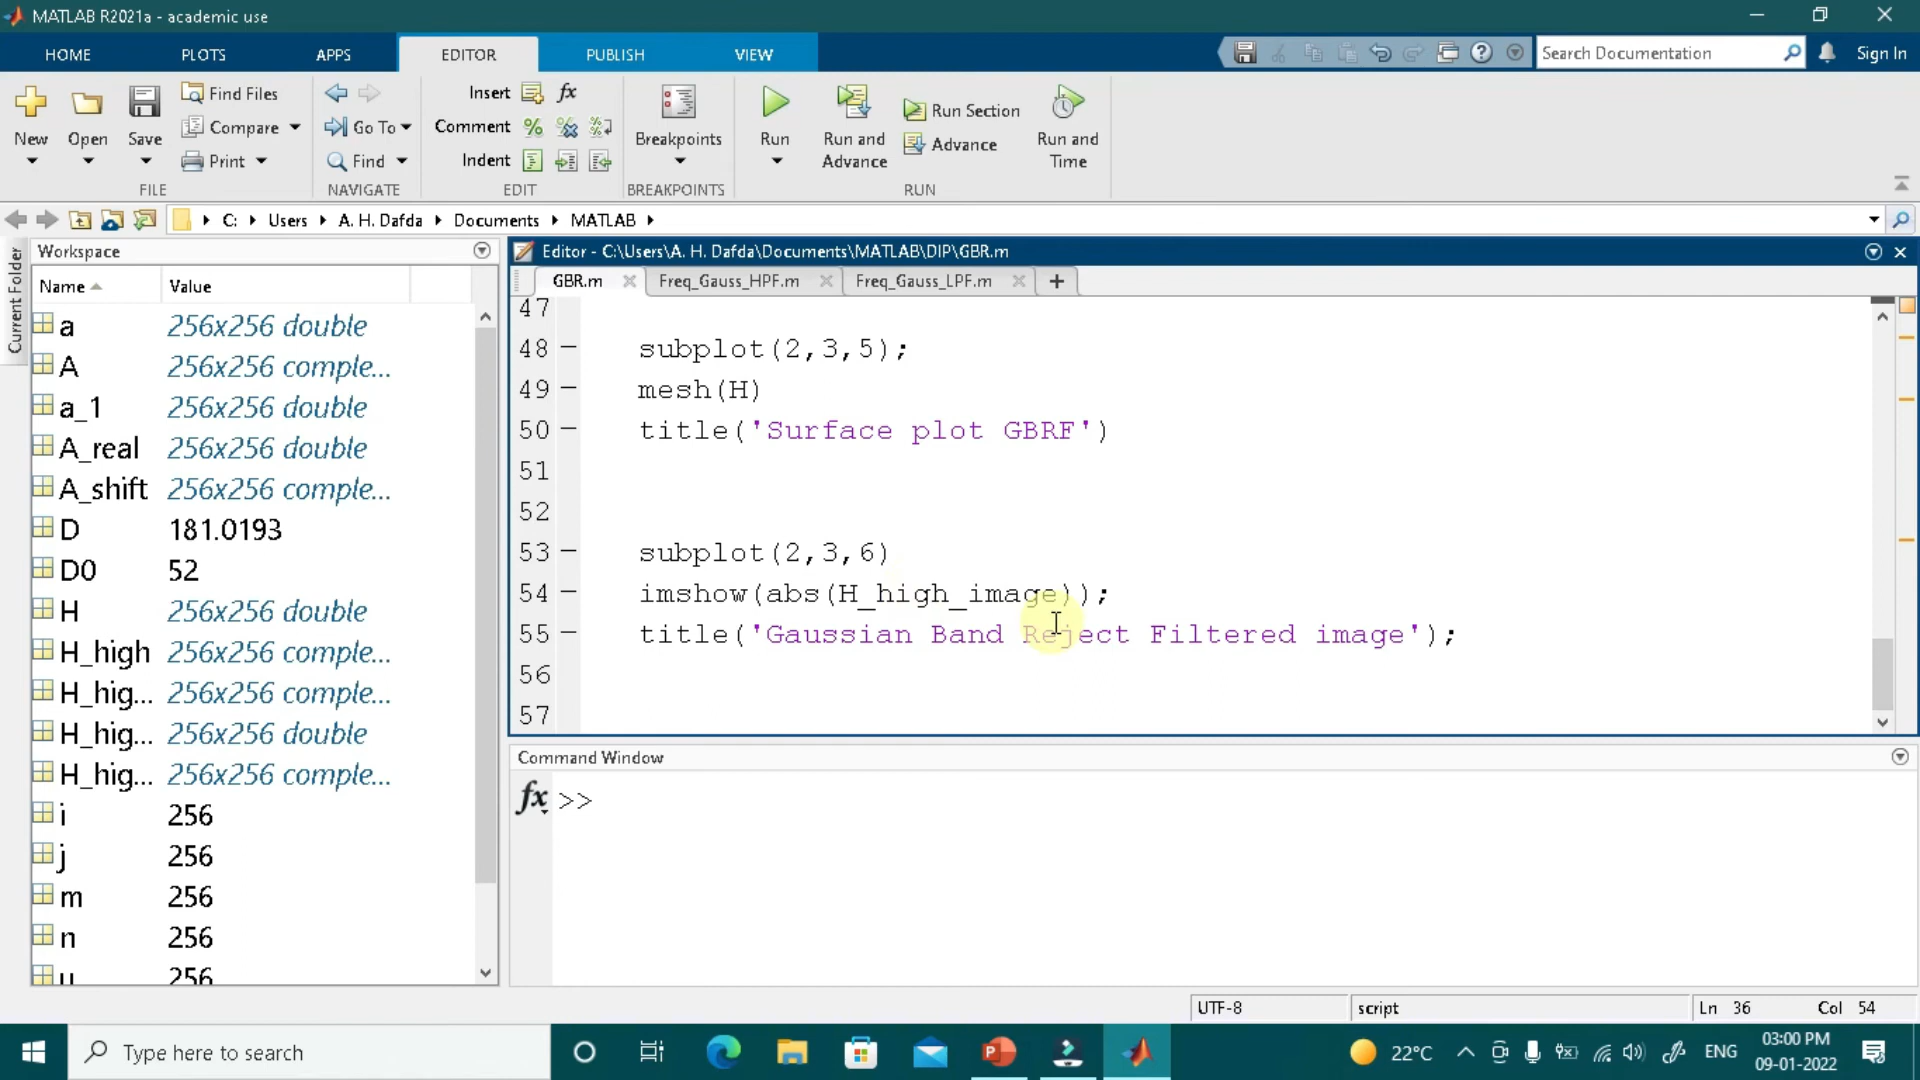 MATLAB R2021a - academic use
HOME PLOTS APPS EDITOR PUBLISH VIEW
Search Documentation
Sign In
New
Open
Save
Find Files
Compare
Print
FILE
Go To
Find
NAVIGATE
Insert fx
Comment
Indent
EDIT
Breakpoints
BREAKPOINTS
Run
Run and Advance
Run Section
Advance
Run and Time
RUN
C: Users A. H. Dafda Documents MATLAB
Current Folder
Workspace
Name Value
a 256x256 double
A 256x256 comple...
a_1 256x256 double
A_real 256x256 double
A_shift 256x256 comple...
D 181.0193
D0 52
H 256x256 double
H_high 256x256 comple...
H_hig... 256x256 comple...
H_hig... 256x256 double
H_hig... 256x256 comple...
i 256
j 256
m 256
n 256
u 256
Editor - C:\Users\A. H. Dafda\Documents\MATLAB\DIP\GBR.m
GBR.m Freq_Gauss_HPF.m Freq_Gauss_LPF.m +
47
48 – subplot(2,3,5);
49 – mesh(H)
50 – title('Surface plot GBRF')
51
52
53 – subplot(2,3,6)
54 – imshow(abs(H_high_image));
55 – title('Gaussian Band Reject Filtered image');
56
57
Command Window
fx >>
UTF-8 script Ln 36 Col 54
Type here to search
22°C
ENG
03:00 PM
09-01-2022